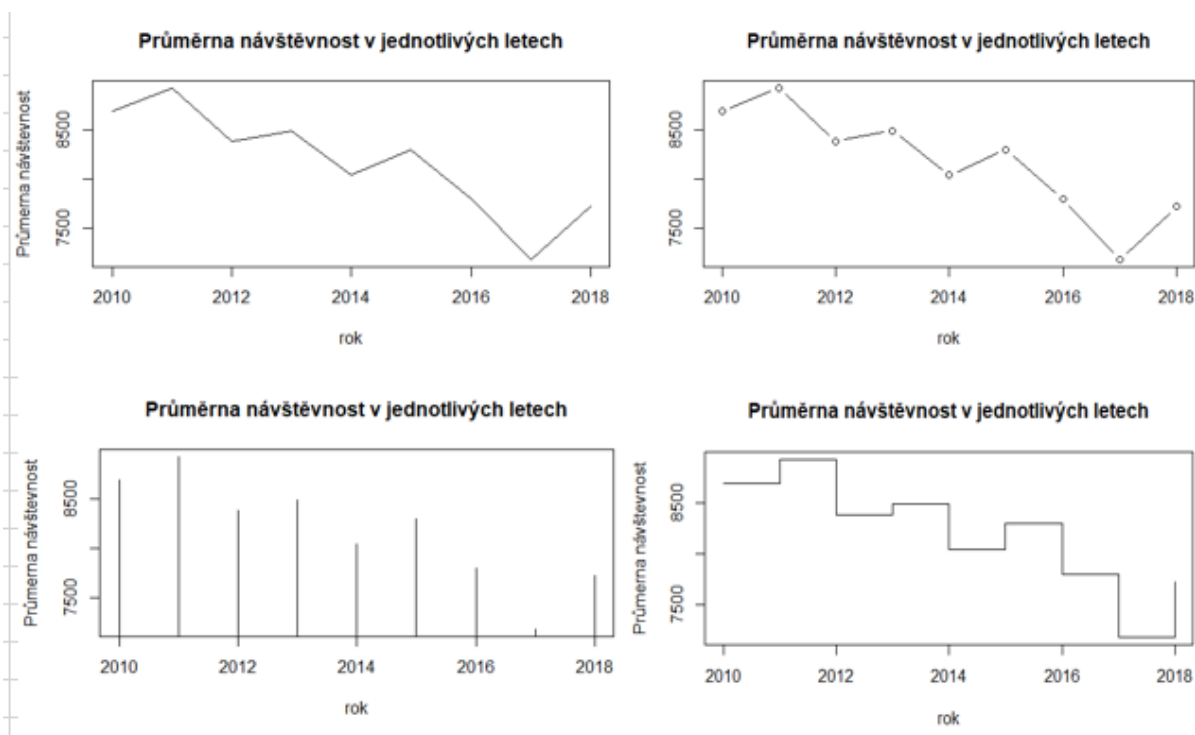 Průměrna návštěvnost v jednotlivých letech
Průmerna návštevnost
8500
7500
2010 2012 2014 2016 2018
rok
Průměrna návštěvnost v jednotlivých letech
8500
7500
2010 2012 2014 2016 2018
rok
Průměrna návštěvnost v jednotlivých letech
Průmerna návštevnost
8500
7500
2010 2012 2014 2016 2018
rok
Průměrna návštěvnost v jednotlivých letech
Průmerna návštevnost
8500
7500
2010 2012 2014 2016 2018
rok